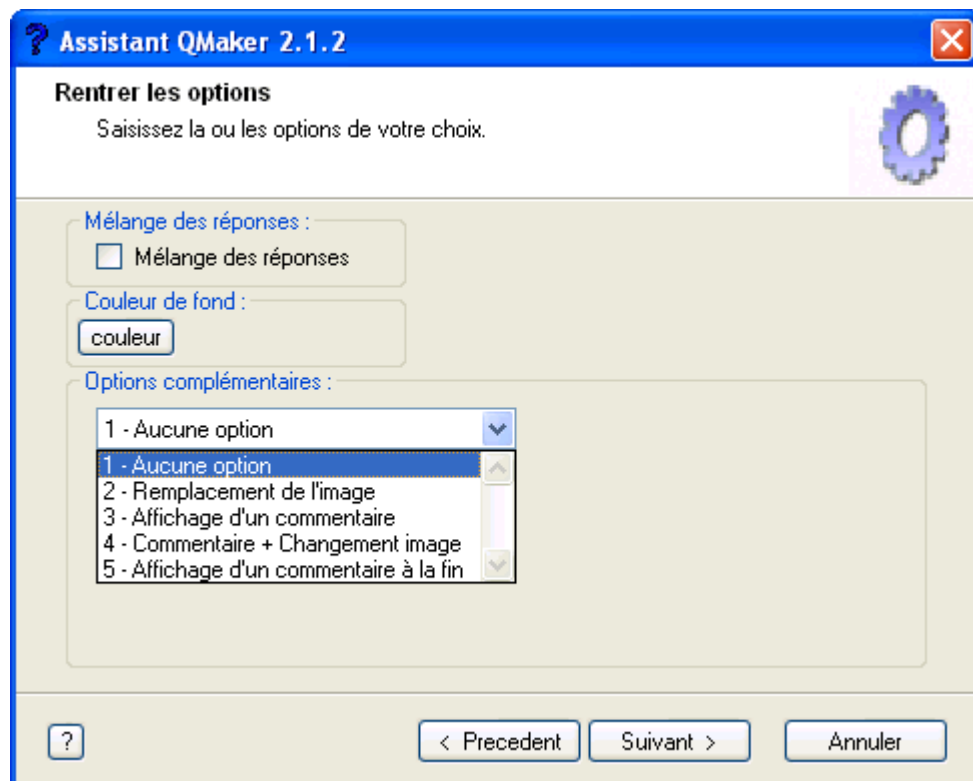 Assistant QMaker 2.1.2
Rentrer les options
Saisissez la ou les options de votre choix.
Mélange des réponses :
Mélange des réponses
Couleur de fond :
couleur
Options complémentaires :
1 - Aucune option
1 - Aucune option
2 - Remplacement de l'image
3 - Affichage d'un commentaire
4 - Commentaire + Changement image
5 - Affichage d'un commentaire à la fin
? < Precedent Suivant > Annuler